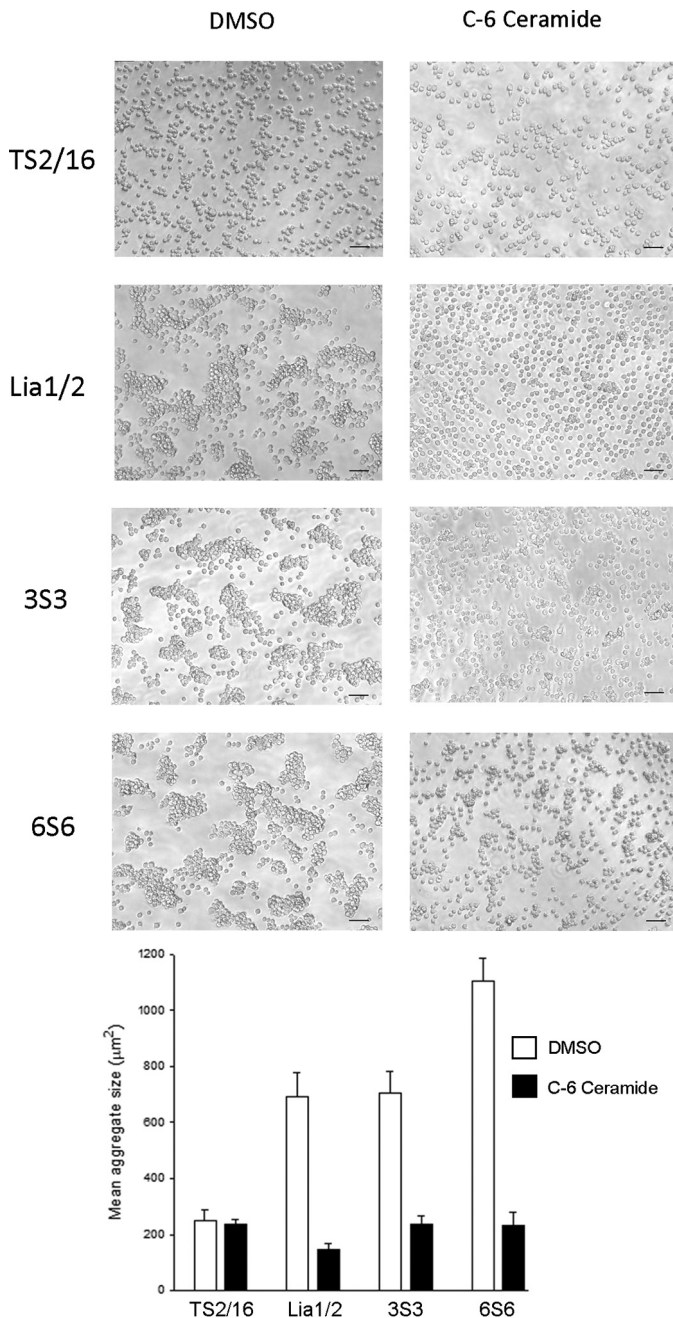 DMSO C-6 Ceramide
TS2/16
Lia1/2
3S3
6S6
1200
1000
800
600
400
200
0
Mean aggregate size (μm²)
DMSO
C-6 Ceramide
TS2/16 Lia1/2 3S3 6S6